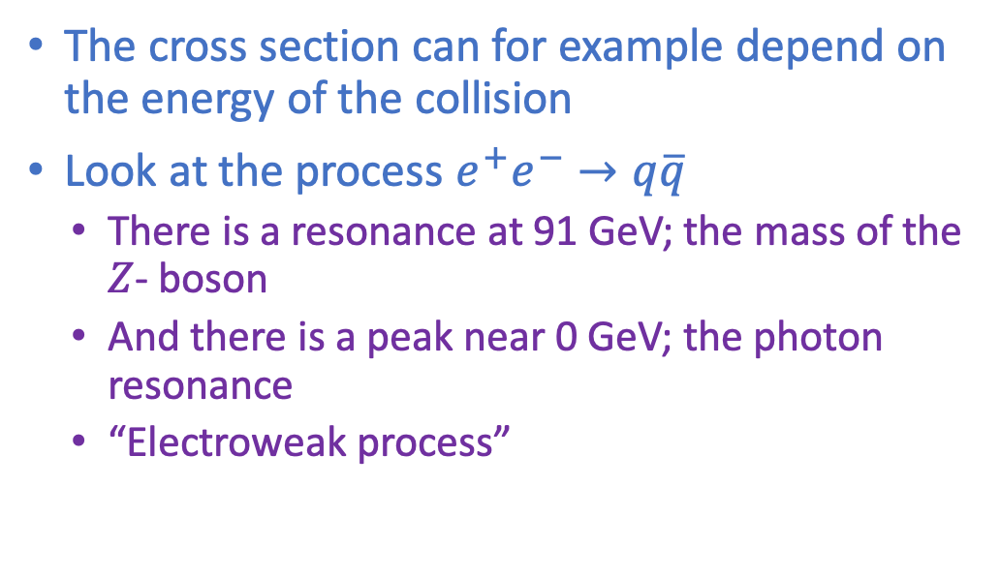 • The cross section can for example depend on
the energy of the collision
• Look at the process e⁺e⁻ → qq̄
• There is a resonance at 91 GeV; the mass of the
Z- boson
• And there is a peak near 0 GeV; the photon
resonance
• “Electroweak process”